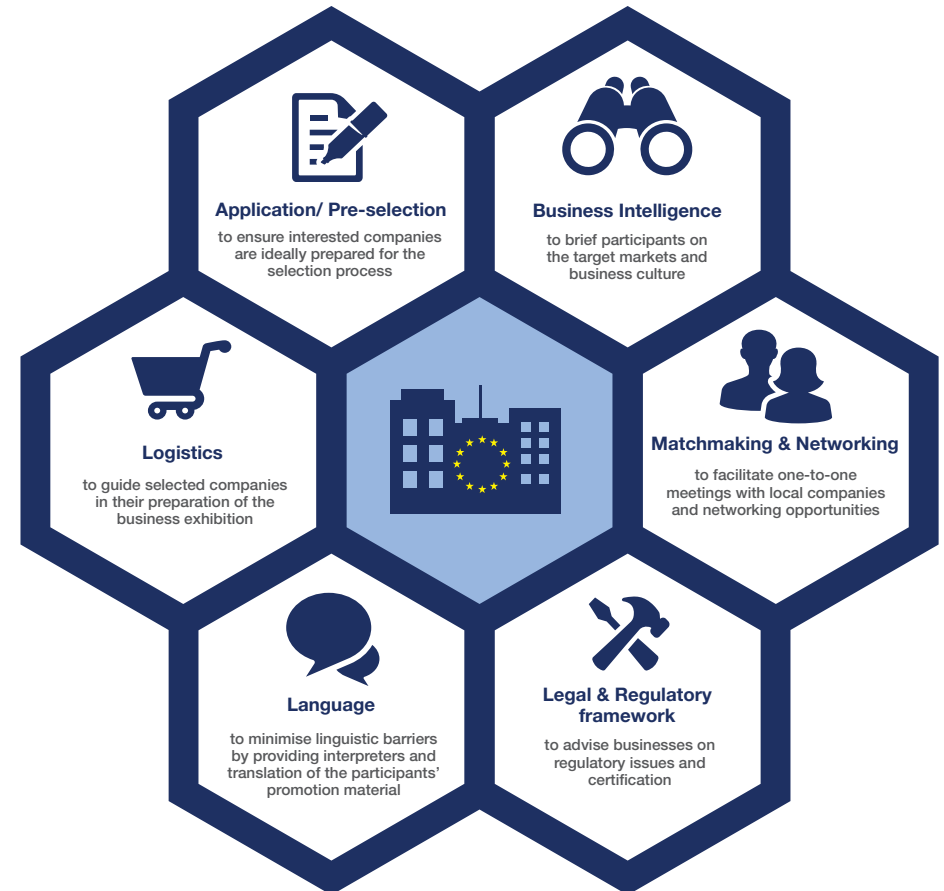 Application/ Pre-selection
to ensure interested companies
are ideally prepared for the
selection process
Business Intelligence
to brief participants on
the target markets and
business culture
Logistics
to guide selected companies
in their preparation of the
business exhibition
Matchmaking & Networking
to facilitate one-to-one
meetings with local companies
and networking opportunities
Language
to minimise linguistic barriers
by providing interpreters and
translation of the participants’
promotion material
Legal & Regulatory
framework
to advise businesses on
regulatory issues and
certification